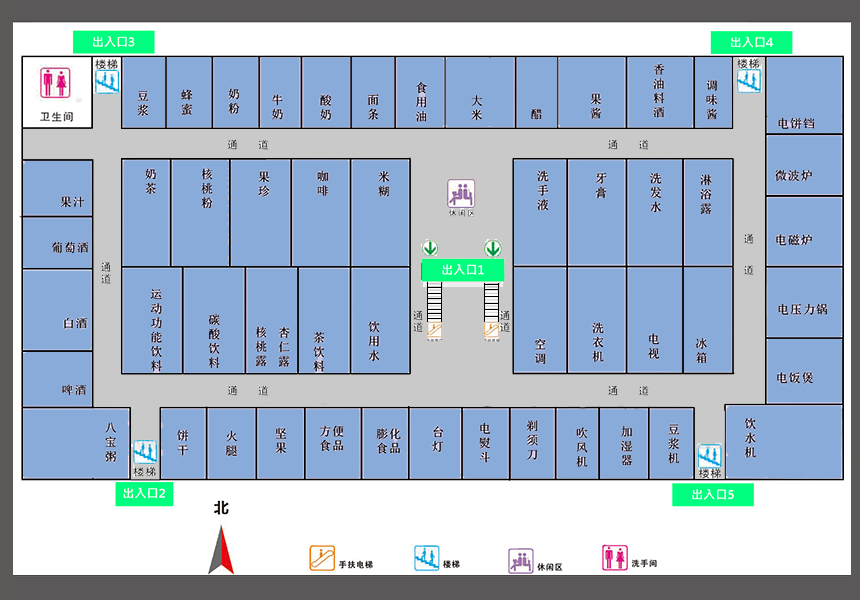 出入口3
出入口4
楼梯
楼梯
卫生间
豆浆
蜂蜜
奶粉
牛奶
酸奶
面条
食用油
大米
醋
果酱
香油料酒
调味酱
电饼铛
通道
通道
果汁
葡萄酒
白酒
啤酒
通道
奶茶
核桃粉
果珍
咖啡
米糊
休闲区
洗手液
牙膏
洗发水
淋浴露
通道
微波炉
电磁炉
电压力锅
电饭煲
出入口1
运动功能饮料
碳酸饮料
核桃露
杏仁露
茶饮料
饮用水
通道
通道
空调
洗衣机
电视
冰箱
通道
通道
八宝粥
楼梯
饼干
火腿
坚果
方便食品
膨化食品
台灯
电熨斗
剃须刀
吹风机
加湿器
豆浆机
楼梯
饮水机
出入口2
出入口5
北
手扶电梯
楼梯
休闲区
洗手间